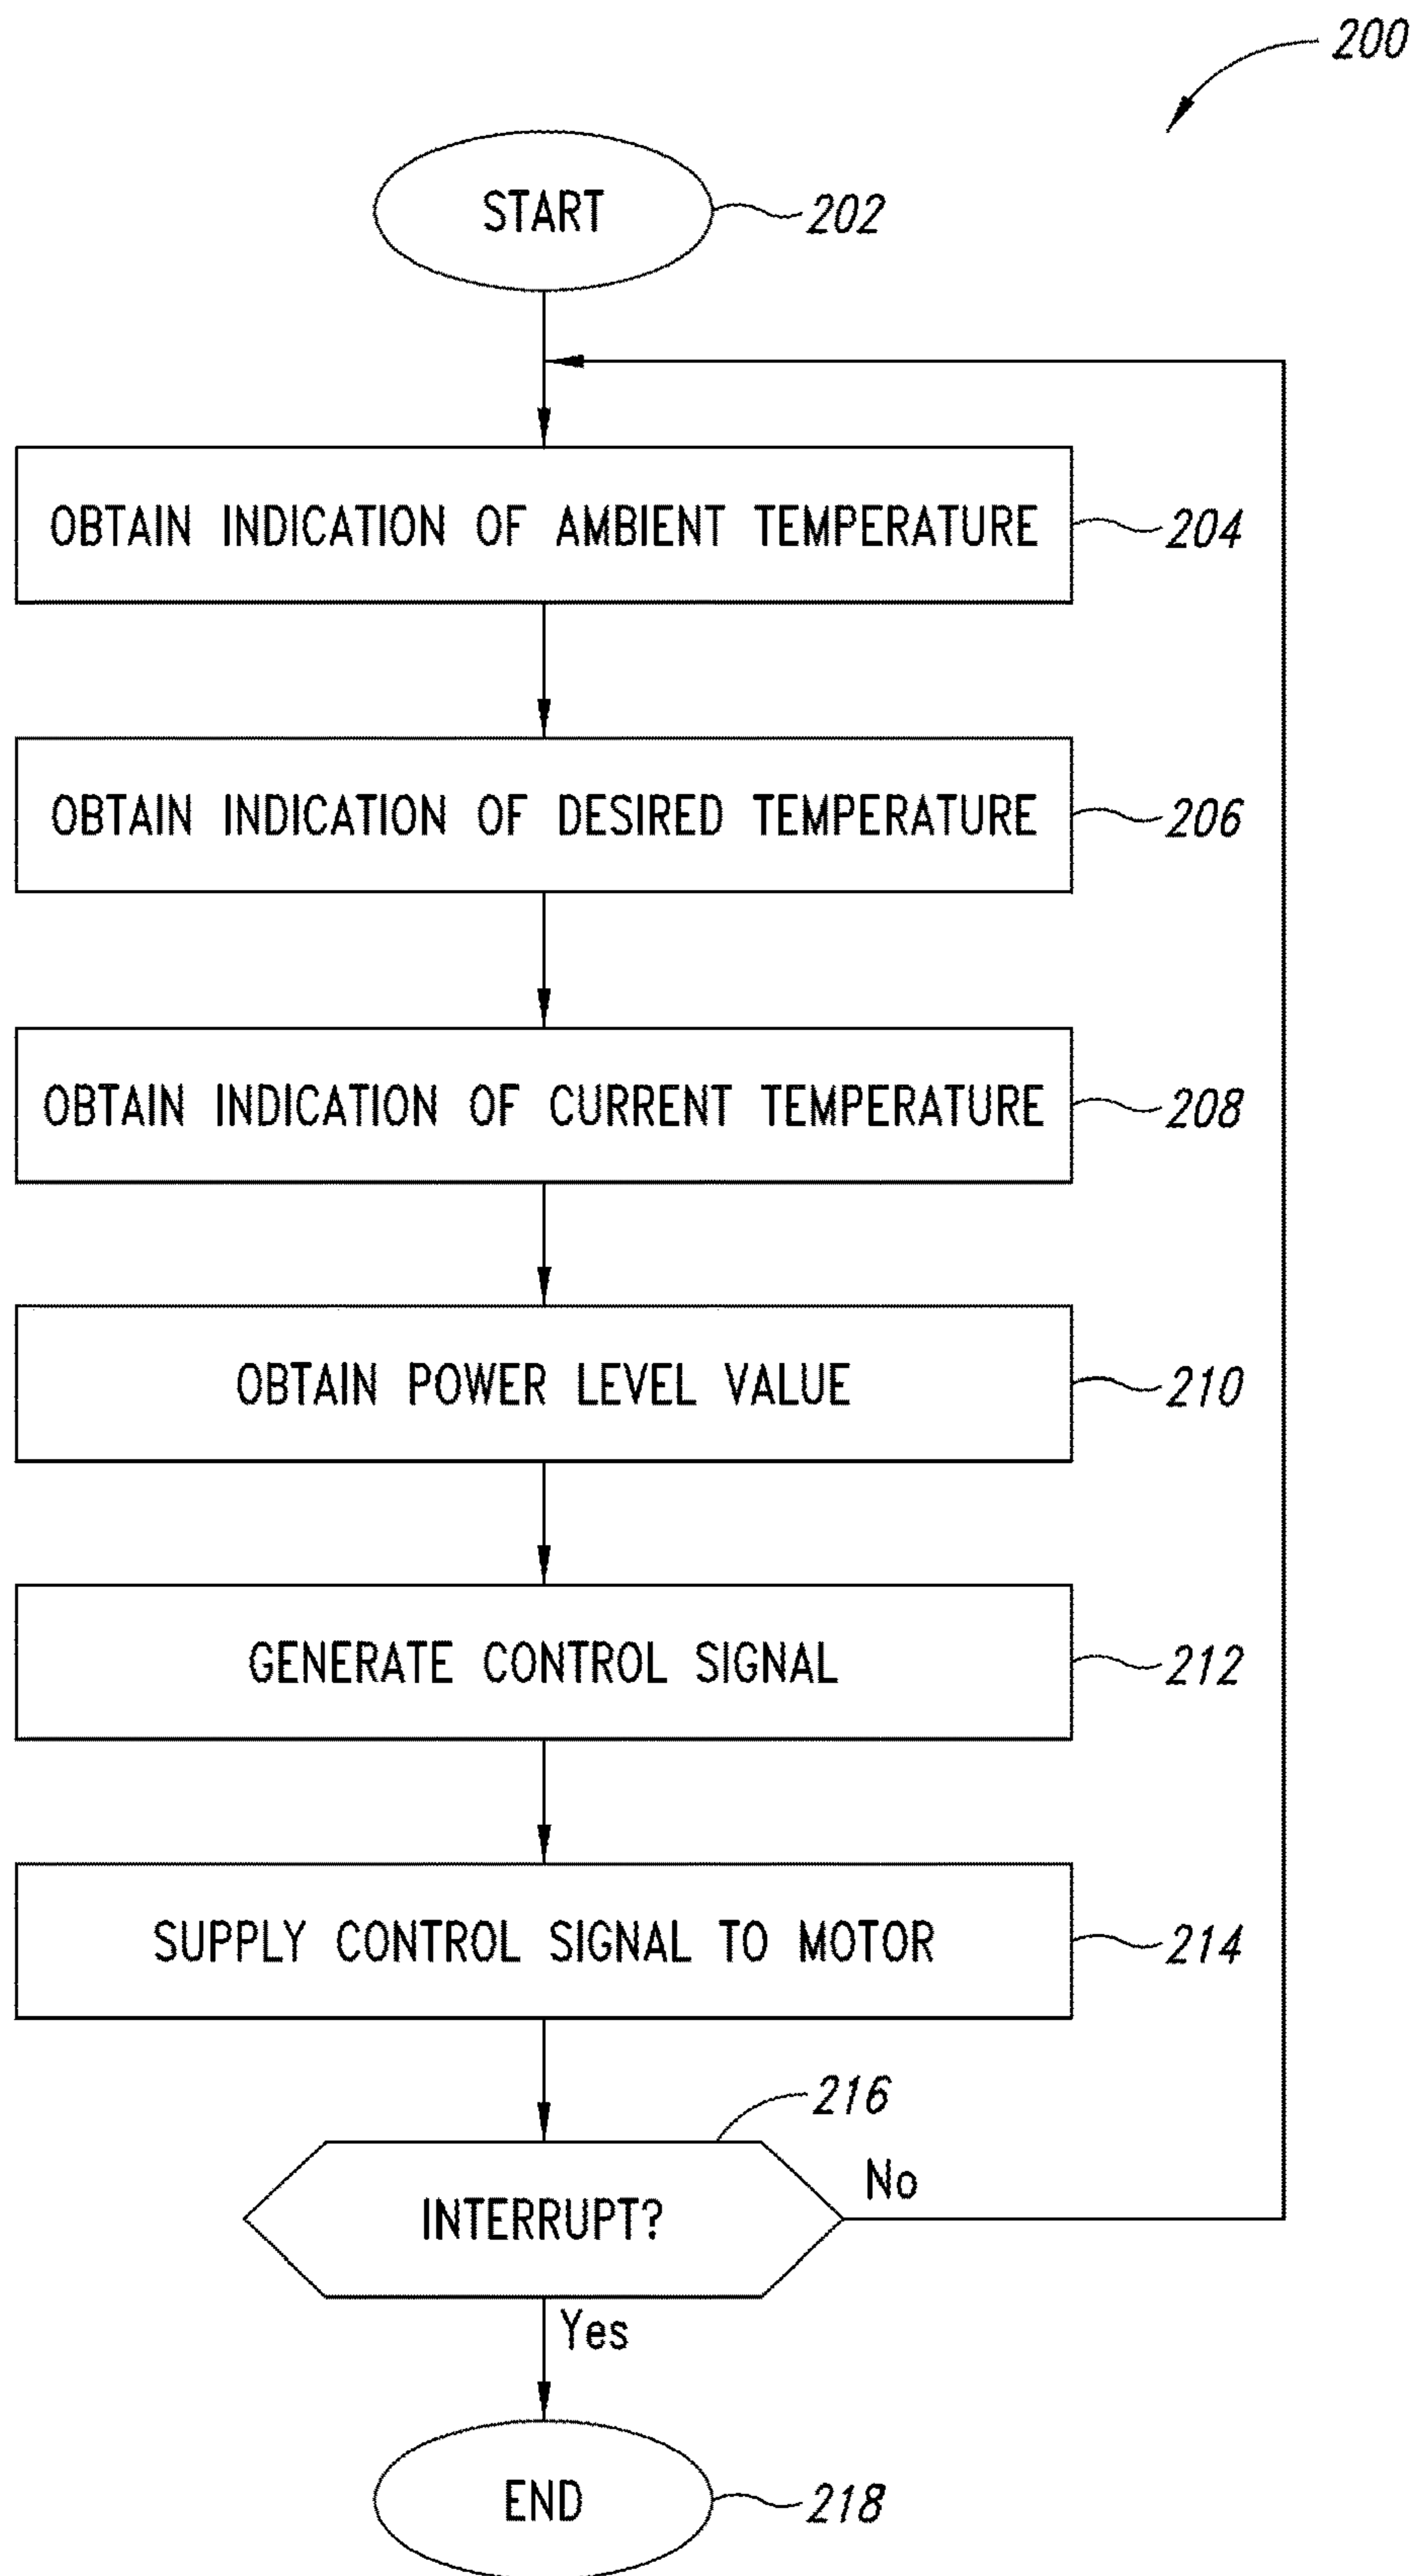 200
START
202
OBTAIN INDICATION OF AMBIENT TEMPERATURE
204
OBTAIN INDICATION OF DESIRED TEMPERATURE
206
OBTAIN INDICATION OF CURRENT TEMPERATURE
208
OBTAIN POWER LEVEL VALUE
210
GENERATE CONTROL SIGNAL
212
SUPPLY CONTROL SIGNAL TO MOTOR
214
216
INTERRUPT?
No
Yes
END
218